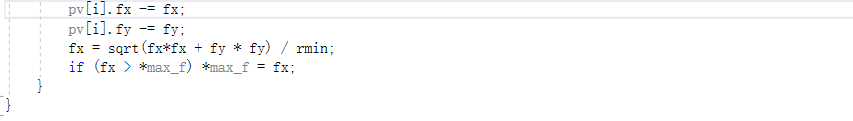 pv[i].fx -= fx;
pv[i].fy -= fy;
fx = sqrt(fx*fx + fy * fy) / rmin;
if (fx > *max_f) *max_f = fx;
}
}